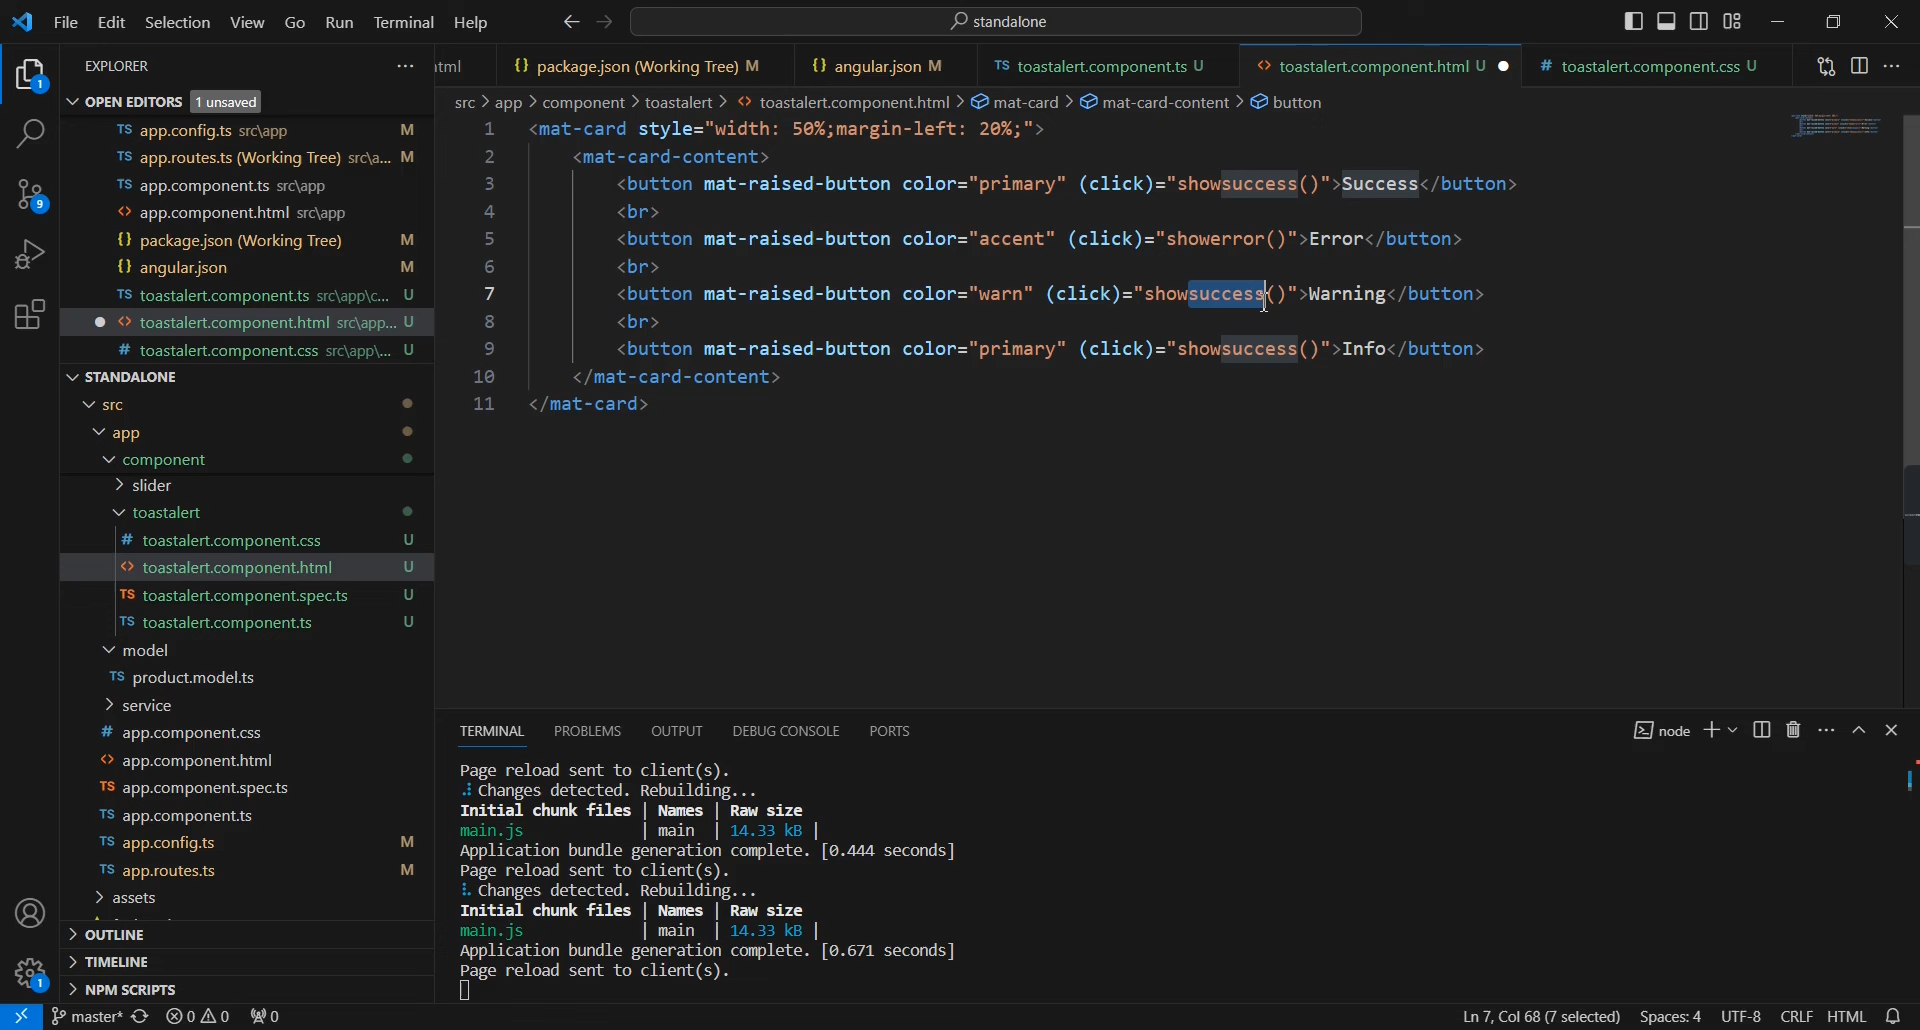 File Edit Selection View Go Run Terminal Help
standalone
EXPLORER
OPEN EDITORS 1 unsaved
TS app.config.ts src\app M
TS app.routes.ts (Working Tree) src\a... M
TS app.component.ts src\app
<> app.component.html src\app
{} package.json (Working Tree) M
{} angular.json M
TS toastalert.component.ts src\app\c... U
<> toastalert.component.html src\app... U
# toastalert.component.css src\app\... U
STANDALONE
src
app
component
slider
toastalert
# toastalert.component.css U
<> toastalert.component.html U
TS toastalert.component.spec.ts U
TS toastalert.component.ts U
model
TS product.model.ts
service
# app.component.css
<> app.component.html
TS app.component.spec.ts
TS app.component.ts
TS app.config.ts M
TS app.routes.ts M
assets
OUTLINE
TIMELINE
NPM SCRIPTS
1
9
1
tml {} package.json (Working Tree) M {} angular.json M TS toastalert.component.ts U <> toastalert.component.html U # toastalert.component.css U
src > app > component > toastalert > <> toastalert.component.html > mat-card > mat-card-content > button
1 <mat-card style="width: 50%;margin-left: 20%;">
2 <mat-card-content>
3 <button mat-raised-button color="primary" (click)="showsuccess()">Success</button>
4 <br>
5 <button mat-raised-button color="accent" (click)="showerror()">Error</button>
6 <br>
7 <button mat-raised-button color="warn" (click)="showsuccess()">Warning</button>
8 <br>
9 <button mat-raised-button color="primary" (click)="showsuccess()">Info</button>
10 </mat-card-content>
11 </mat-card>
TERMINAL PROBLEMS OUTPUT DEBUG CONSOLE PORTS
node
Page reload sent to client(s).
Changes detected. Rebuilding...
Initial chunk files | Names | Raw size
main.js | main | 14.33 kB |
Application bundle generation complete. [0.444 seconds]
Page reload sent to client(s).
Changes detected. Rebuilding...
Initial chunk files | Names | Raw size
main.js | main | 14.33 kB |
Application bundle generation complete. [0.671 seconds]
Page reload sent to client(s).
master* 0 0 0 Ln 7, Col 68 (7 selected) Spaces: 4 UTF-8 CRLF HTML